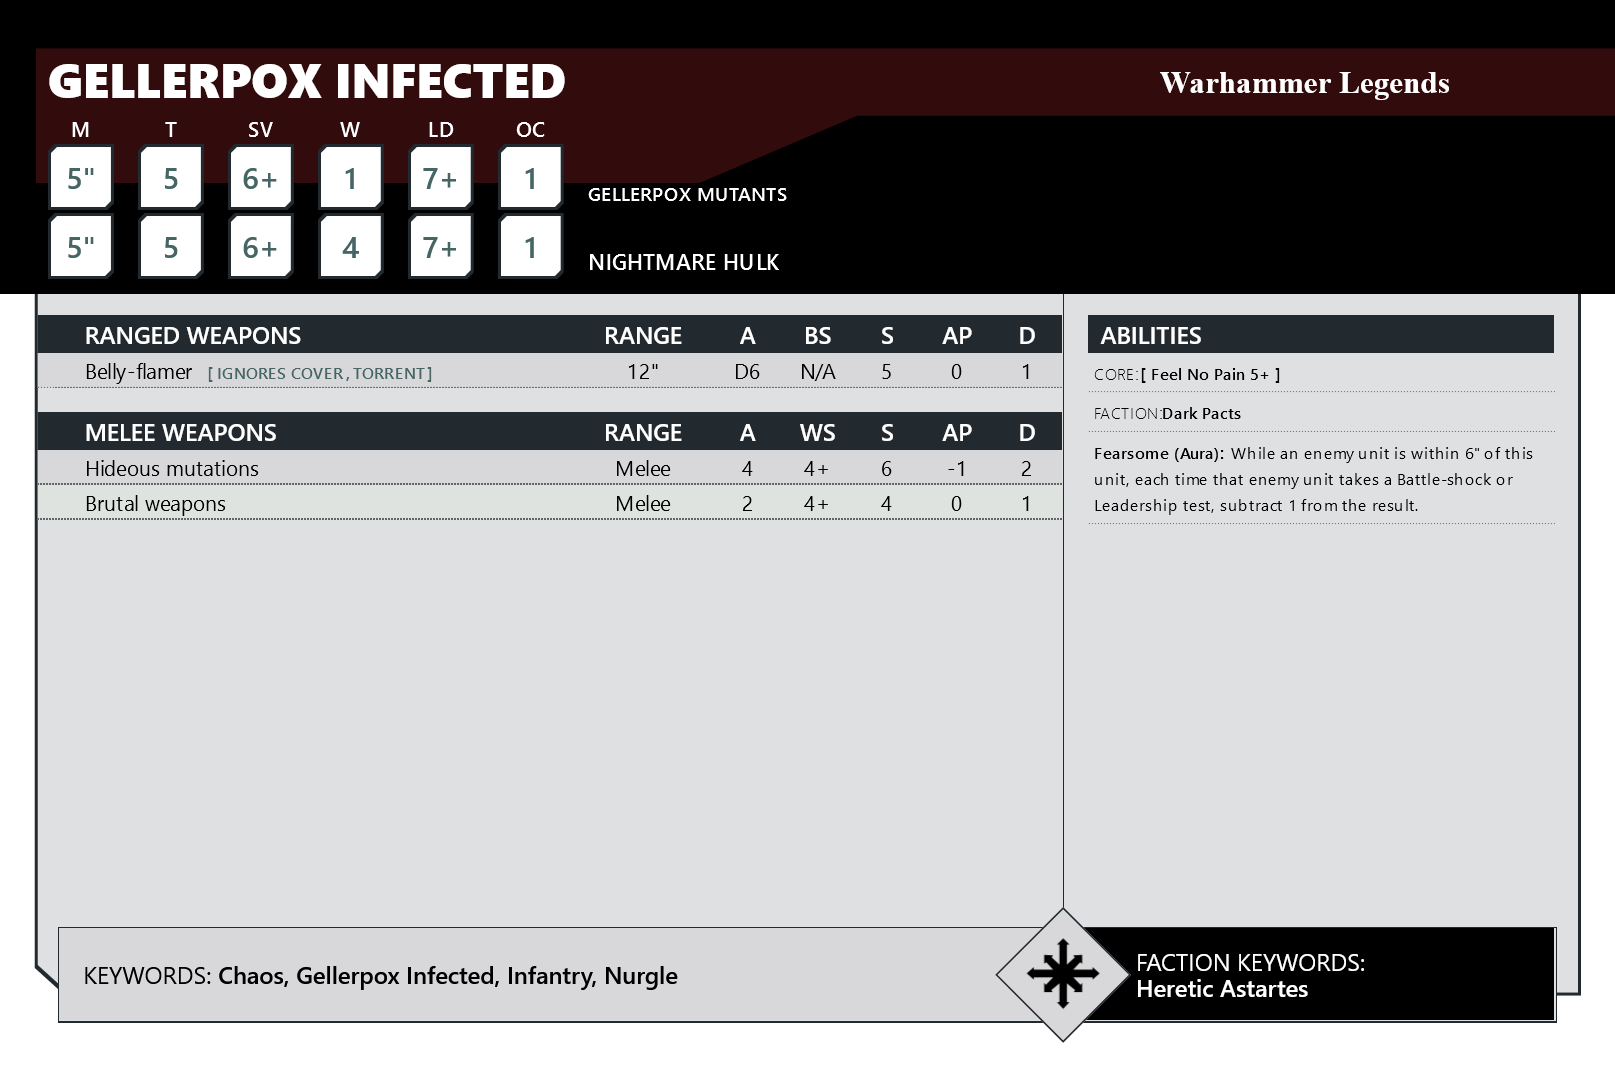 GELLERPOX INFECTED
Warhammer Legends
M T SV W LD OC
5" 5 6+ 1 7+ 1 GELLERPOX MUTANTS
5" 5 6+ 4 7+ 1 NIGHTMARE HULK
RANGED WEAPONS RANGE A BS S AP D
Belly-flamer [ IGNORES COVER, TORRENT] 12" D6 N/A 5 0 1
MELEE WEAPONS RANGE A WS S AP D
Hideous mutations Melee 4 4+ 6 -1 2
Brutal weapons Melee 2 4+ 4 0 1
ABILITIES
CORE:[ Feel No Pain 5+ ]
FACTION:Dark Pacts
Fearsome (Aura): While an enemy unit is within 6" of this
unit, each time that enemy unit takes a Battle-shock or
Leadership test, subtract 1 from the result.
KEYWORDS: Chaos, Gellerpox Infected, Infantry, Nurgle
FACTION KEYWORDS:
Heretic Astartes